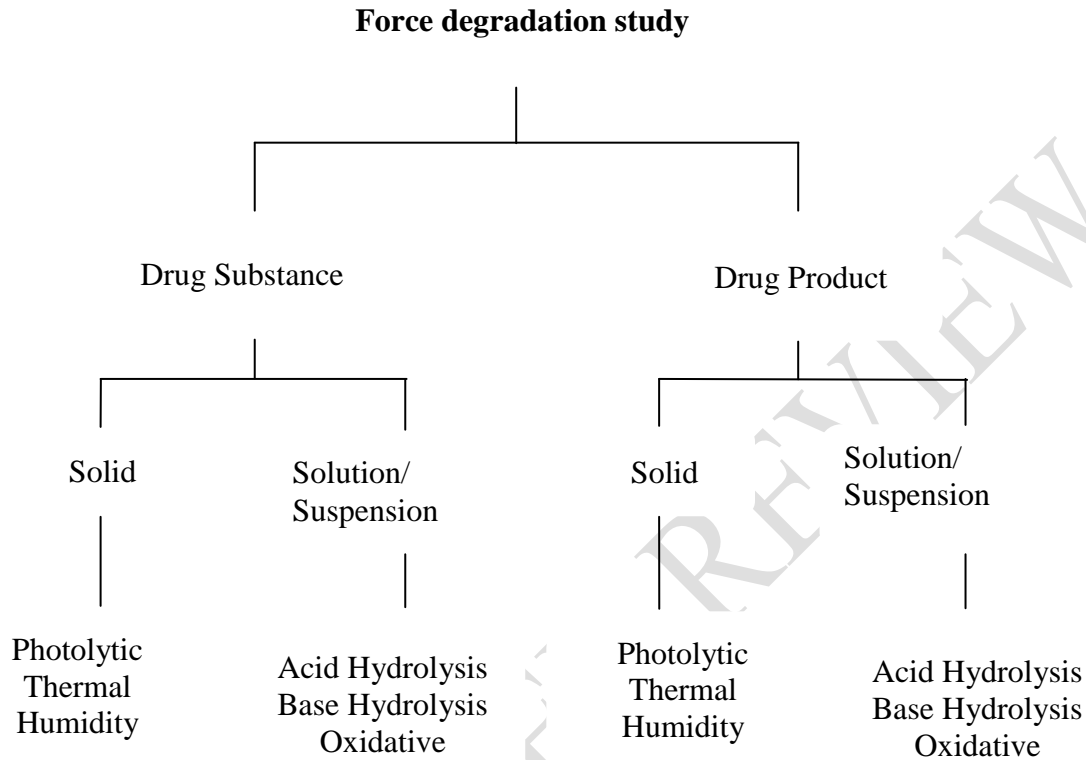 Force degradation study
Drug Substance
Drug Product
Solid
Solution/
Suspension
Solid
Solution/
Suspension
Photolytic
Thermal
Humidity
Acid Hydrolysis
Base Hydrolysis
Oxidative
Photolytic
Thermal
Humidity
Acid Hydrolysis
Base Hydrolysis
Oxidative
REVIEW